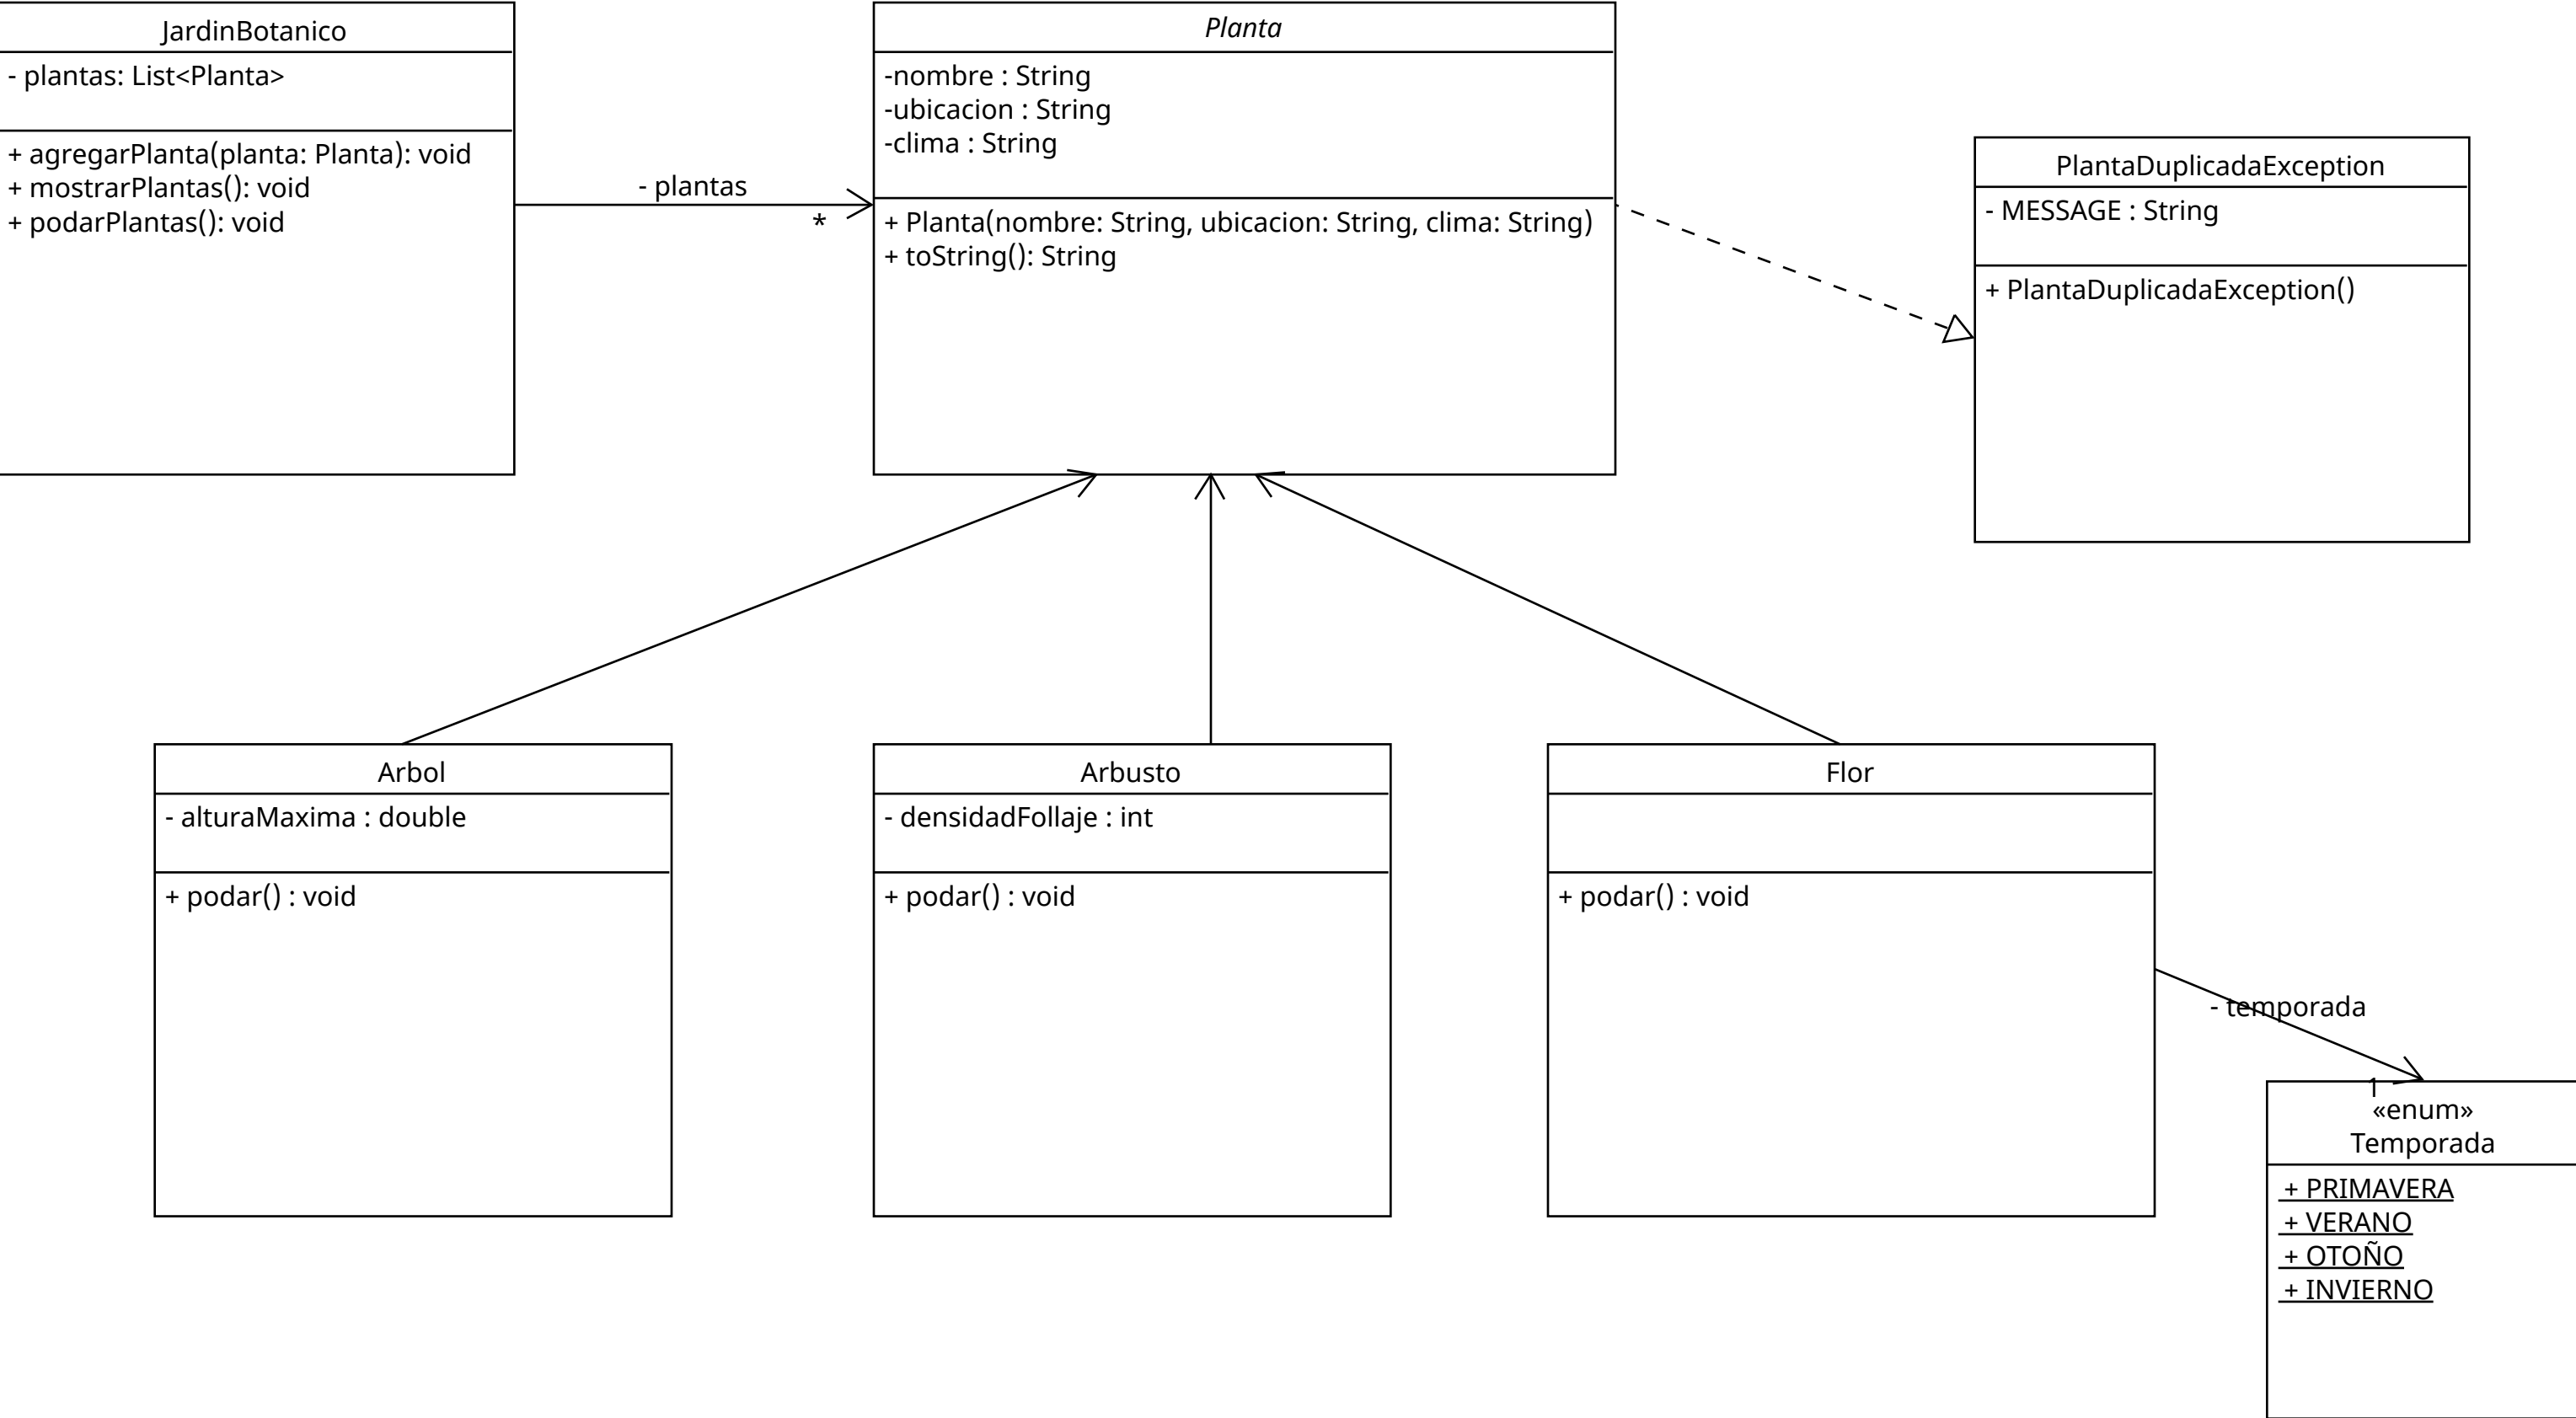 JardinBotanico
- plantas: List<Planta>
+ agregarPlanta(planta: Planta): void
+ mostrarPlantas(): void
+ podarPlantas(): void
- plantas
*
Planta
-nombre : String
-ubicacion : String
-clima : String
+ Planta(nombre: String, ubicacion: String, clima: String)
+ toString(): String
PlantaDuplicadaException
- MESSAGE : String
+ PlantaDuplicadaException()
Arbol
- alturaMaxima : double
+ podar() : void
Arbusto
- densidadFollaje : int
+ podar() : void
Flor
+ podar() : void
- temporada
1
«enum»
Temporada
+ PRIMAVERA
+ VERANO
+ OTOÑO
+ INVIERNO